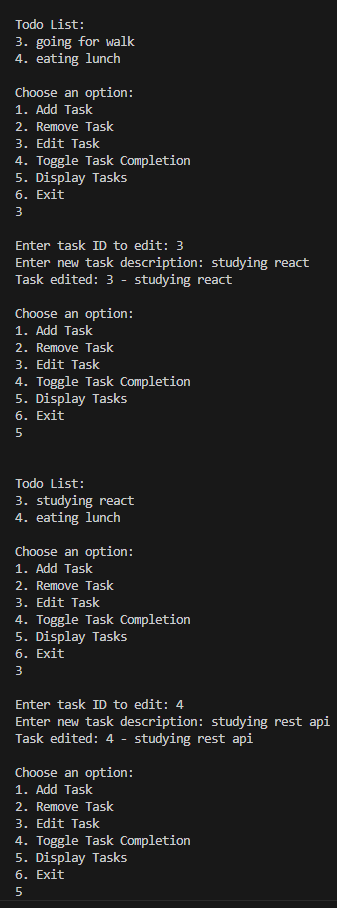 Todo List:
3. going for walk
4. eating lunch
Choose an option:
1. Add Task
2. Remove Task
3. Edit Task
4. Toggle Task Completion
5. Display Tasks
6. Exit
3
Enter task ID to edit: 3
Enter new task description: studying react
Task edited: 3 - studying react
Choose an option:
1. Add Task
2. Remove Task
3. Edit Task
4. Toggle Task Completion
5. Display Tasks
6. Exit
5
Todo List:
3. studying react
4. eating lunch
Choose an option:
1. Add Task
2. Remove Task
3. Edit Task
4. Toggle Task Completion
5. Display Tasks
6. Exit
3
Enter task ID to edit: 4
Enter new task description: studying rest api
Task edited: 4 - studying rest api
Choose an option:
1. Add Task
2. Remove Task
3. Edit Task
4. Toggle Task Completion
5. Display Tasks
6. Exit
5